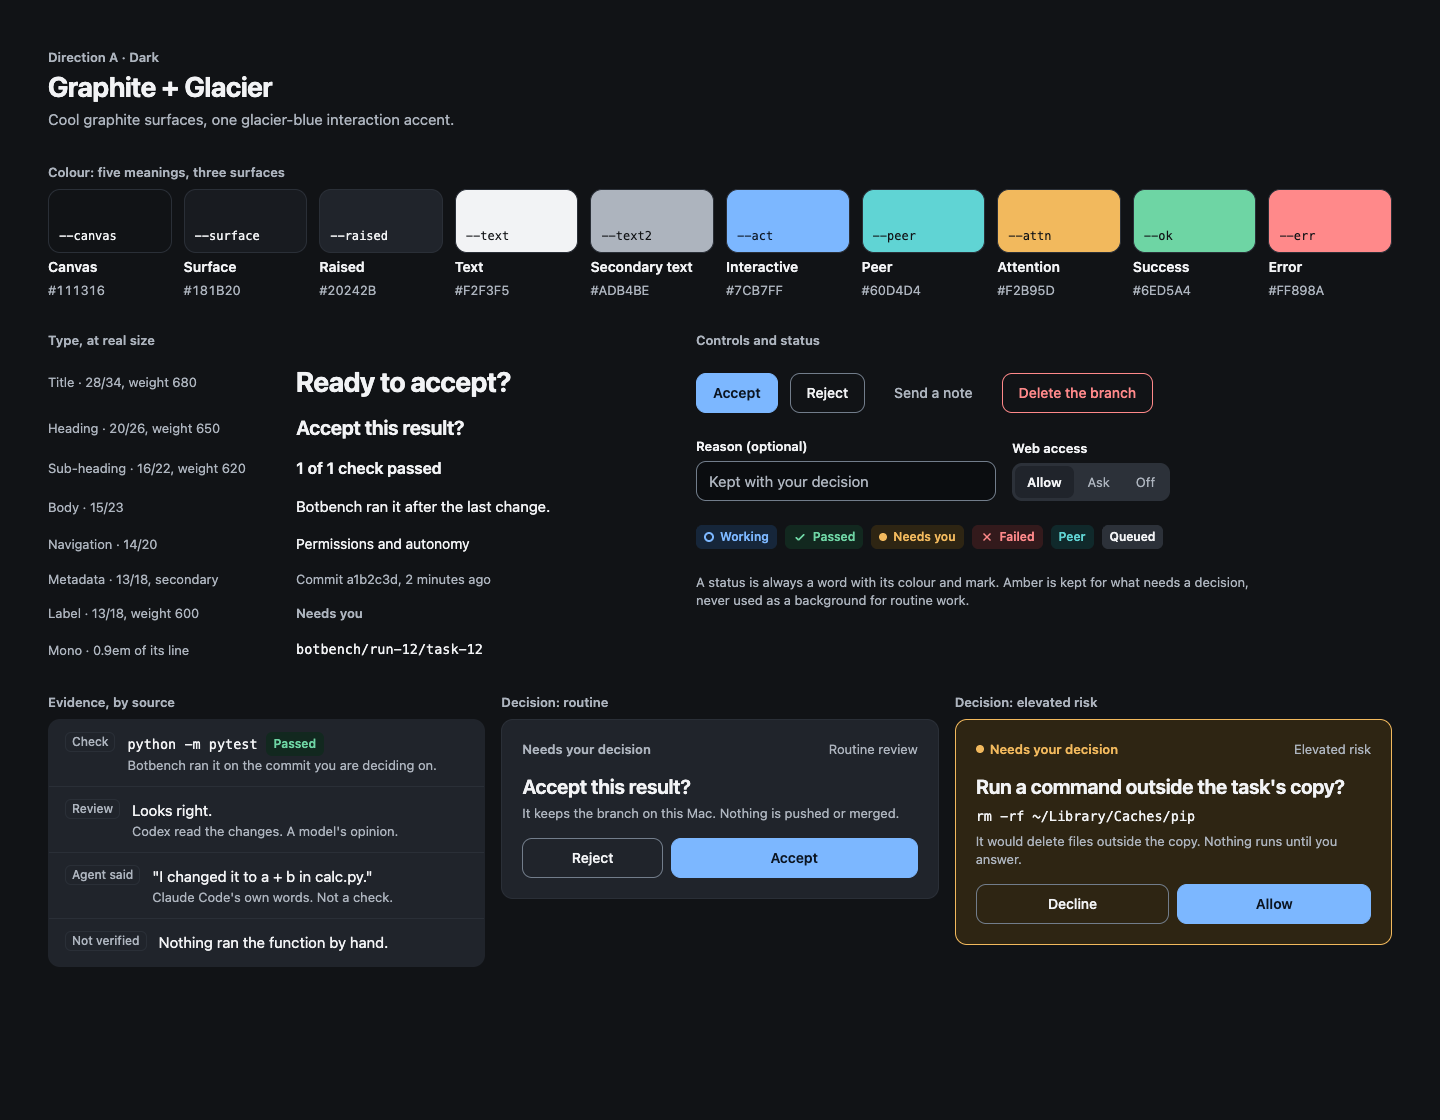 Direction A · Dark
Graphite + Glacier
Cool graphite surfaces, one glacier-blue interaction accent.
Colour: five meanings, three surfaces
--canvas
--surface
--raised
--text
--text2
--act
--peer
--attn
--ok
--err
Canvas
Surface
Raised
Text
Secondary text
Interactive
Peer
Attention
Success
Error
#111316
#181B20
#20242B
#F2F3F5
#ADB4BE
#7CB7FF
#60D4D4
#F2B95D
#6ED5A4
#FF898A
Type, at real size
Title · 28/34, weight 680
Ready to accept?
Heading · 20/26, weight 650
Accept this result?
Sub-heading · 16/22, weight 620
1 of 1 check passed
Body · 15/23
Botbench ran it after the last change.
Navigation · 14/20
Permissions and autonomy
Metadata · 13/18, secondary
Commit a1b2c3d, 2 minutes ago
Label · 13/18, weight 600
Needs you
Mono · 0.9em of its line
botbench/run-12/task-12
Controls and status
Accept
Reject
Send a note
Delete the branch
Reason (optional)
Kept with your decision
Web access
Allow
Ask
Off
Working
Passed
Needs you
Failed
Peer
Queued
A status is always a word with its colour and mark. Amber is kept for what needs a decision,
never used as a background for routine work.
Evidence, by source
Check
python -m pytest
Passed
Botbench ran it on the commit you are deciding on.
Review
Looks right.
Codex read the changes. A model's opinion.
Agent said
"I changed it to a + b in calc.py."
Claude Code's own words. Not a check.
Not verified
Nothing ran the function by hand.
Decision: routine
Needs your decision
Routine review
Accept this result?
It keeps the branch on this Mac. Nothing is pushed or merged.
Reject
Accept
Decision: elevated risk
Needs your decision
Elevated risk
Run a command outside the task's copy?
rm -rf ~/Library/Caches/pip
It would delete files outside the copy. Nothing runs until you
answer.
Decline
Allow